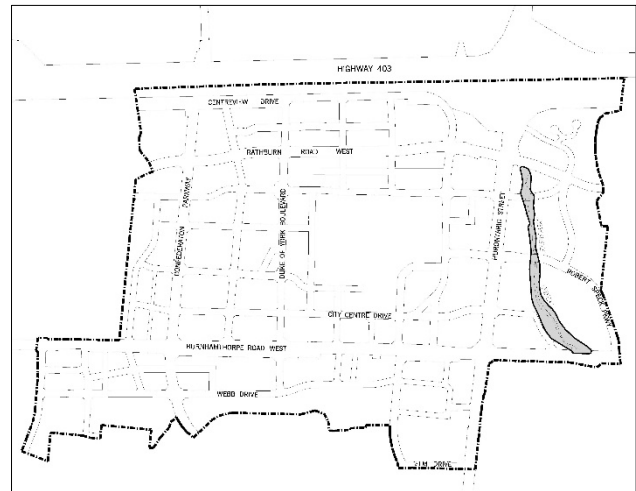 HIGHWAY 403
CENTREVIEW DRIVE
RATHBURN ROAD WEST
CONFEDERATION PARKWAY
DUKE OF YORK BOULEVARD
HURONTARIO STREET
ROBERT SPECK PKWY
CITY CENTRE DRIVE
BURNHAMTHORPE ROAD WEST
WEBB DRIVE
ELM DRIVE